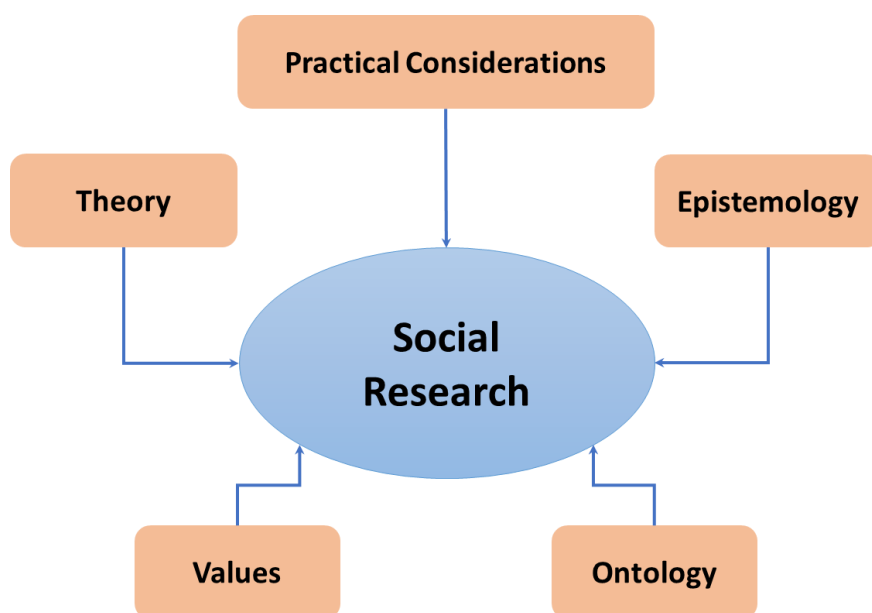 Practical Considerations
Theory
Epistemology
Social
Research
Values
Ontology